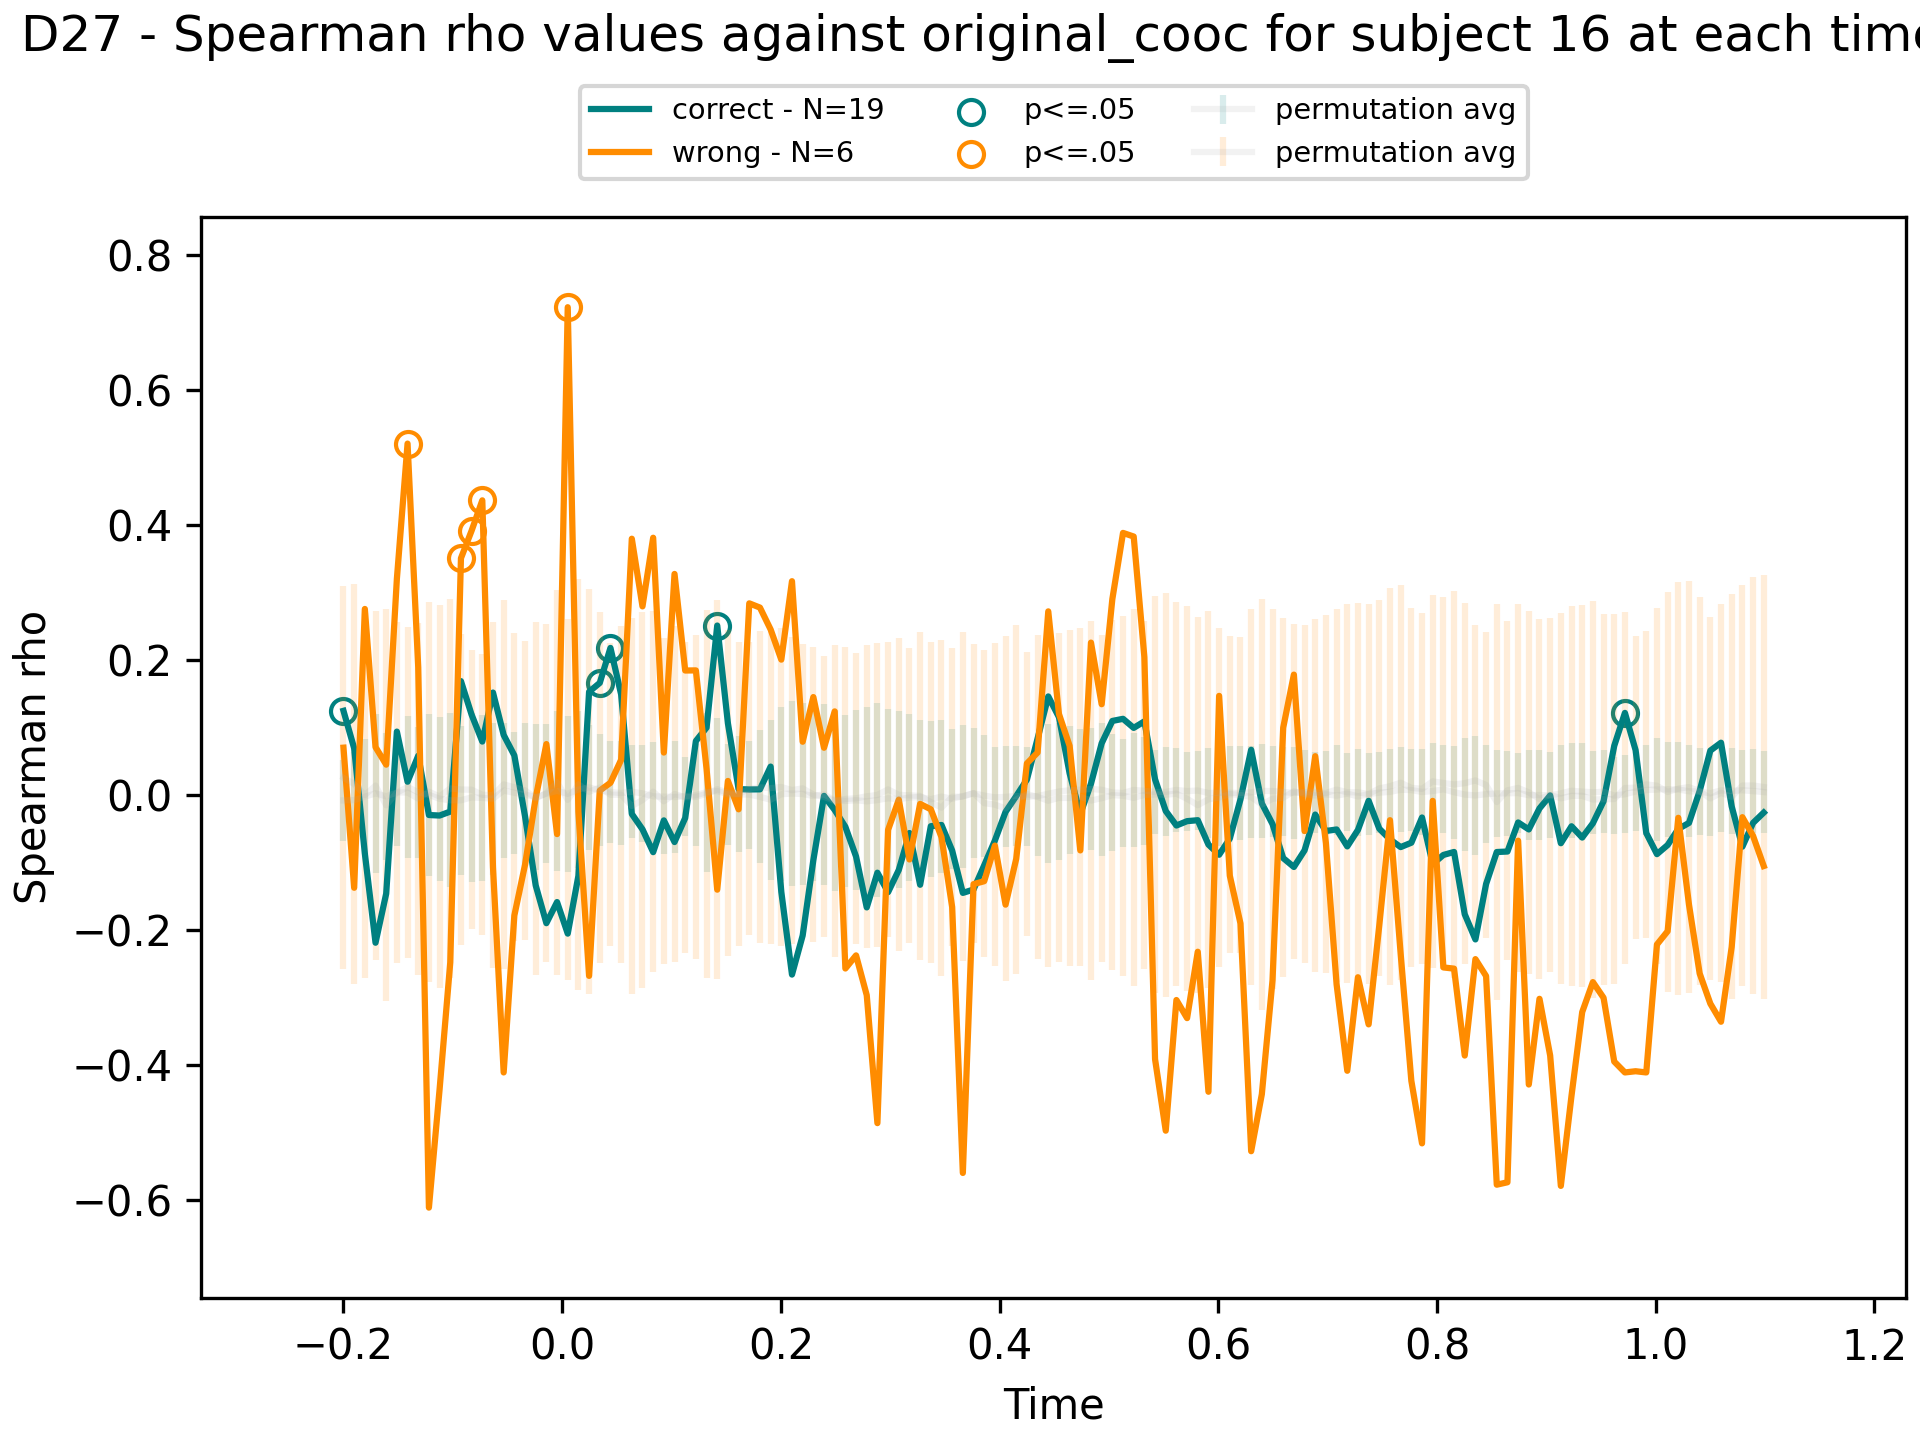 D27 - Spearman rho values against original_cooc for subject 16 at each time
correct - N=19
wrong - N=6
p<=.05
p<=.05
permutation avg
permutation avg
0.8
0.6
0.4
0.2
0.0
−0.2
−0.4
−0.6
Spearman rho
−0.2 0.0 0.2 0.4 0.6 0.8 1.0 1.2
Time